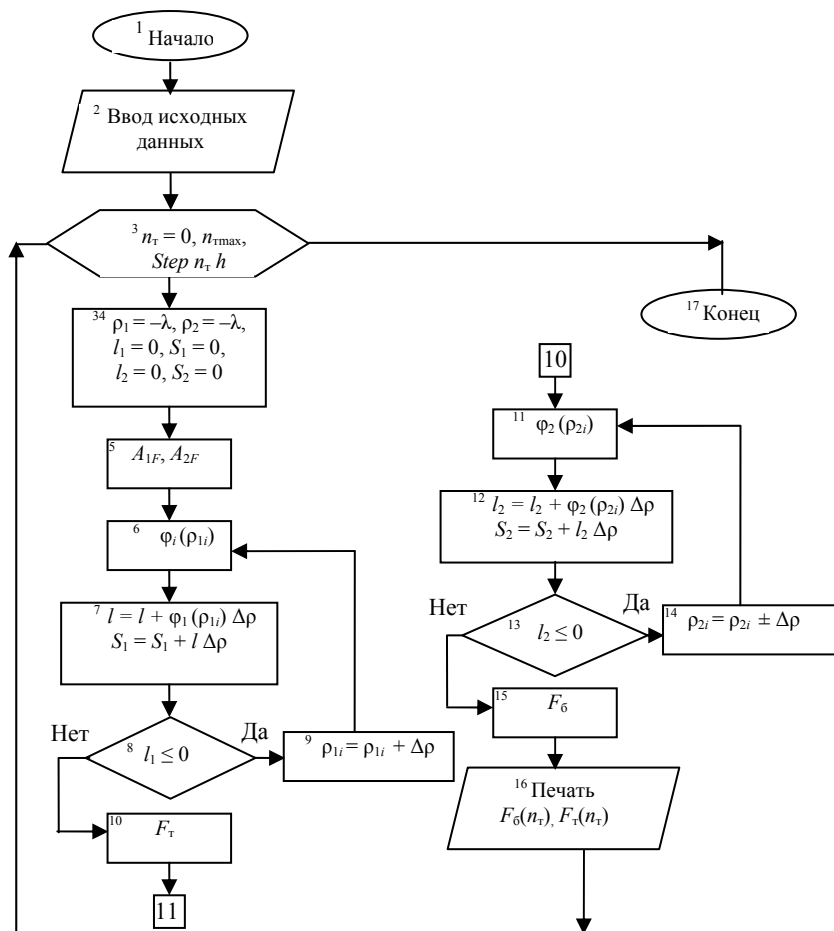 1 Начало
2 Ввод исходных
данных
3 nт = 0, nтmax,
Step nт h
17 Конец
34 ρ1 = –λ, ρ2 = –λ,
l1 = 0, S1 = 0,
l2 = 0, S2 = 0
5 A1F, A2F
6 φi (ρ1i)
7 l = l + φ1 (ρ1i) Δρ
S1 = S1 + l Δρ
Нет
8 l1 ≤ 0
Да
9 ρ1i = ρ1i + Δρ
10 Fт
11
10
11 φ2 (ρ2i)
12 l2 = l2 + φ2 (ρ2i) Δρ
S2 = S2 + l2 Δρ
Нет
13 l2 ≤ 0
Да
14 ρ2i = ρ2i ± Δρ
15 Fб
16 Печать
Fб(nт), Fт(nт)